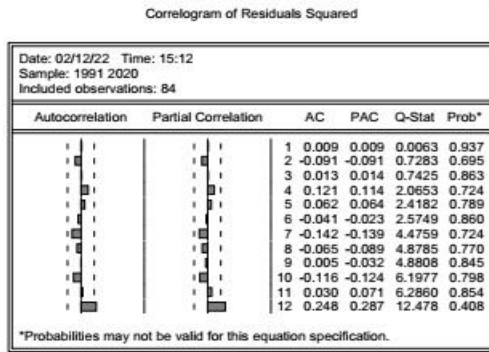 Correlogram of Residuals Squared
Date: 02/12/22 Time: 15:12
Sample: 1991 2020
Included observations: 84
Autocorrelation Partial Correlation AC PAC Q-Stat Prob*
1 0.009 0.009 0.0063 0.937
2 -0.091 -0.091 0.7283 0.695
3 0.013 0.014 0.7425 0.863
4 0.121 0.114 2.0653 0.724
5 0.062 0.064 2.4182 0.789
6 -0.041 -0.023 2.5749 0.860
7 -0.142 -0.139 4.4759 0.724
8 -0.065 -0.089 4.8785 0.770
9 0.005 -0.032 4.8808 0.845
10 -0.116 -0.124 6.1977 0.798
11 0.030 0.071 6.2860 0.854
12 0.248 0.287 12.478 0.408
*Probabilities may not be valid for this equation specification.